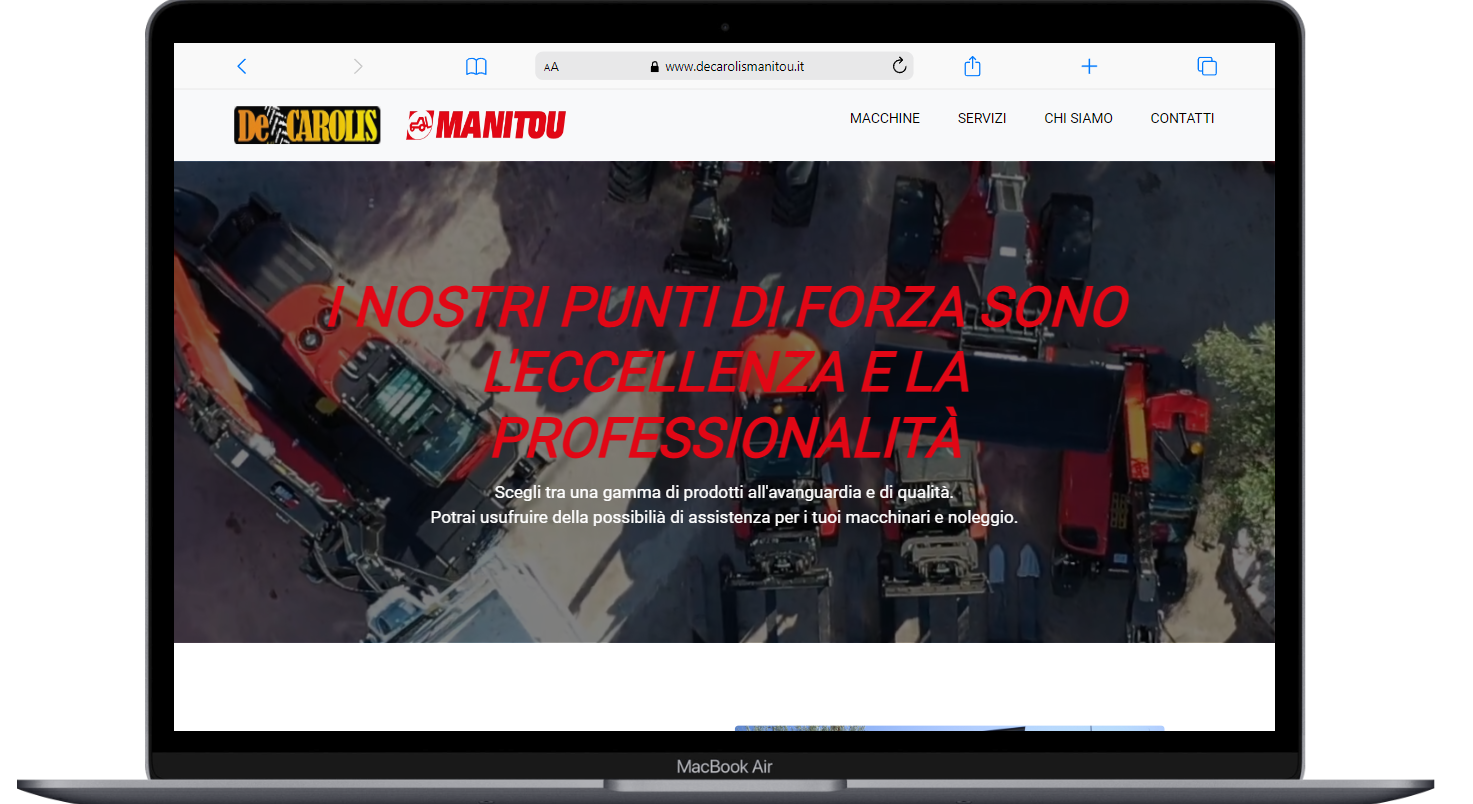 AA
www.decarolismanitou.it
De CAROLIS
MANITOU
MACCHINE
SERVIZI
CHI SIAMO
CONTATTI
I NOSTRI PUNTI DI FORZA SONO
L'ECCELLENZA E LA
PROFESSIONALITÀ
Scegli tra una gamma di prodotti all'avanguardia e di qualità.
Potrai usufruire della possibilià di assistenza per i tuoi macchinari e noleggio.
MacBook Air